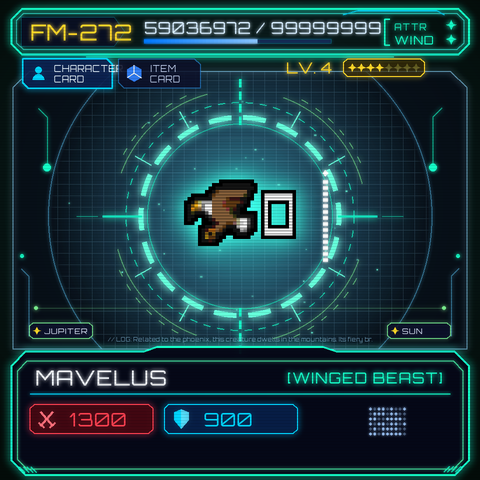 FM-272
59036972 / 99999999
ATTR
WIND
CHARACTER
CARD
ITEM
CARD
LV. 4
JUPITER
SUN
// LOG: Related to the phoenix, this creature dwells in the mountains. Its fiery br
MAVELUS
[WINGED BEAST]
1300
900